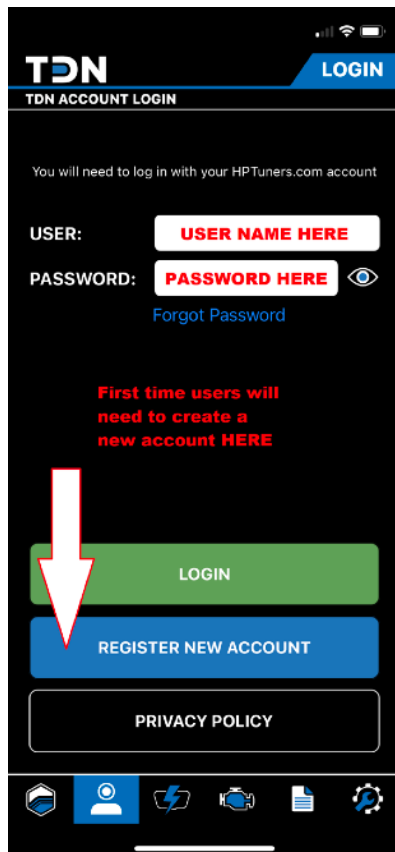 TDN
LOGIN
TDN ACCOUNT LOGIN
You will need to log in with your HPTuners.com account
USER:
USER NAME HERE
PASSWORD:
PASSWORD HERE
Forgot Password
First time users will
need to create a
new account HERE
LOGIN
REGISTER NEW ACCOUNT
PRIVACY POLICY